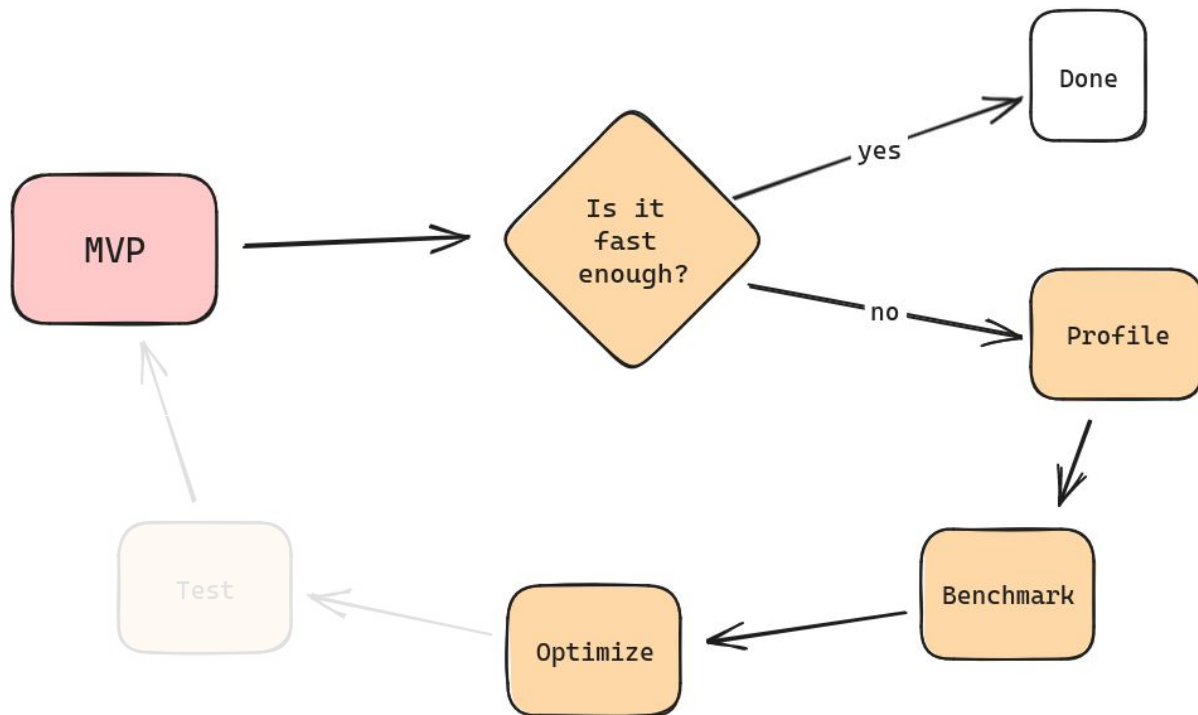 Done
yes
MVP
Is it
fast
enough?
no
Profile
Test
Benchmark
Optimize